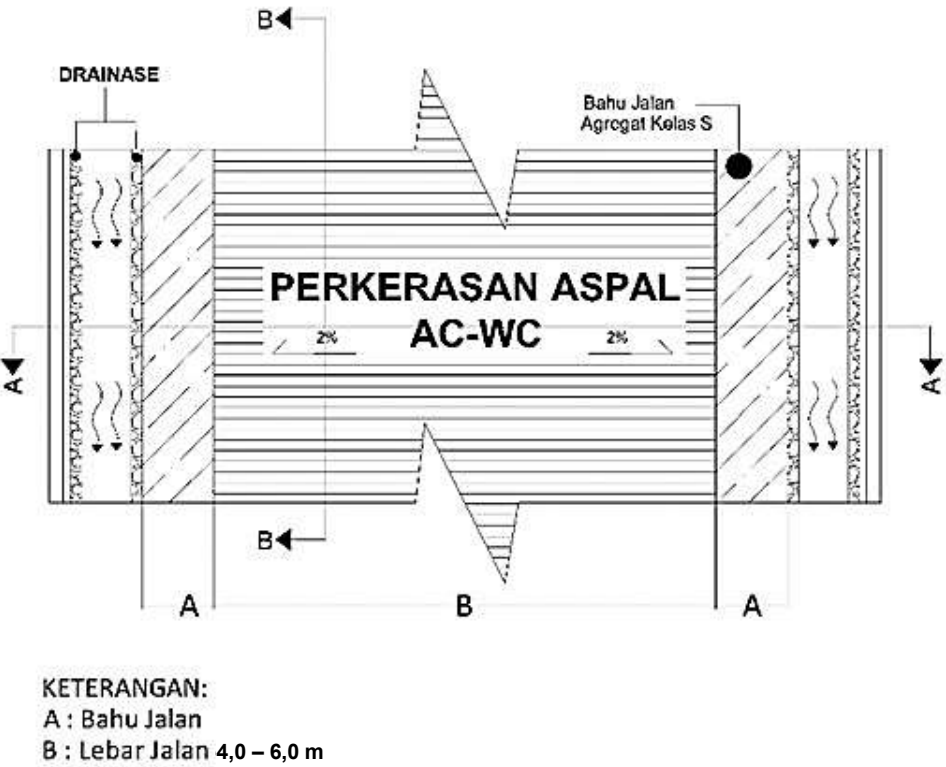 B
DRAINASE
Bahu Jalan
Agregat Kelas S
PERKERASAN ASPAL
AC-WC
2%
2%
A
A
B
A
B
A
KETERANGAN:
A : Bahu Jalan
B : Lebar Jalan 4,0 – 6,0 m